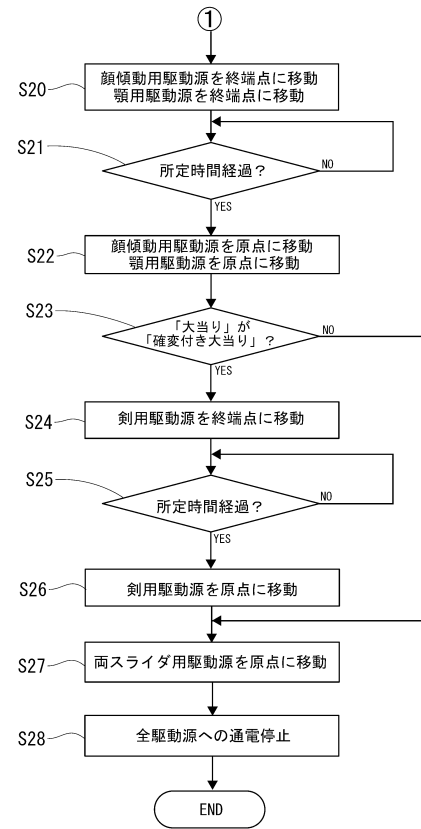 ①
S20
顔傾動用駆動源を終端点に移動
顎用駆動源を終端点に移動
S21
所定時間経過？
NO
YES
S22
顔傾動用駆動源を原点に移動
顎用駆動源を原点に移動
S23
「大当り」が
「確変付き大当り」？
NO
YES
S24
剣用駆動源を終端点に移動
S25
所定時間経過？
NO
YES
S26
剣用駆動源を原点に移動
S27
両スライダ用駆動源を原点に移動
S28
全駆動源への通電停止
END